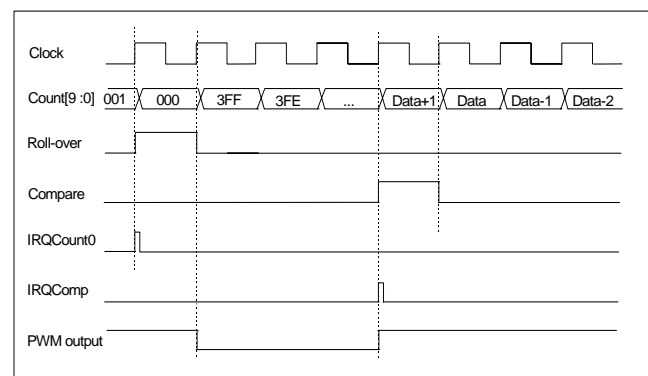 Clock
Count[9 :0] 001 000 3FF 3FE ... Data+1 Data Data-1 Data-2
Roll-over
Compare
IRQCount0
IRQComp
PWM output